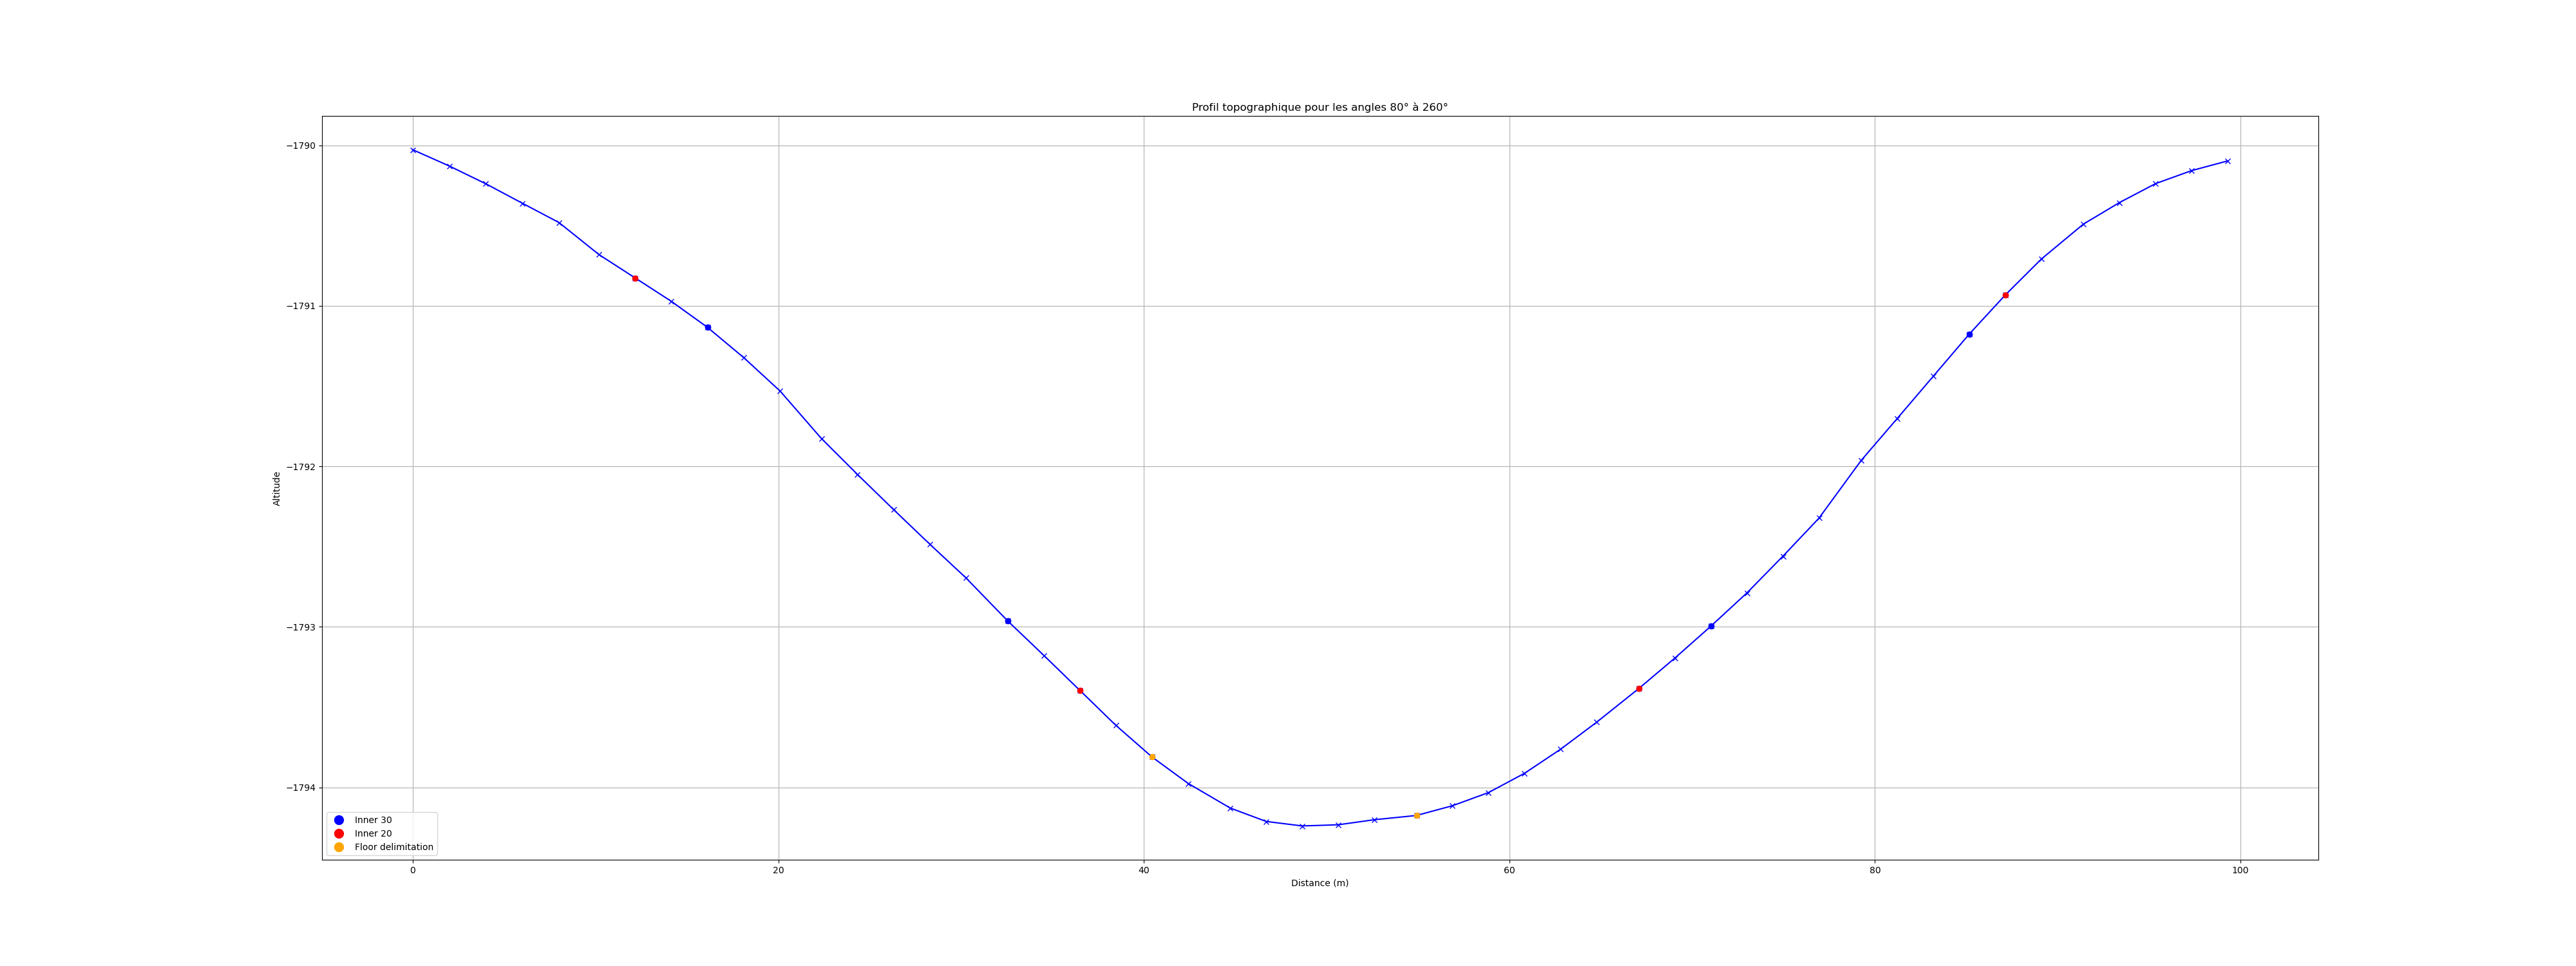 Profil topographique pour les angles 80° à 260°
−1790
−1791
−1792
−1793
−1794
Altitude
Inner 30
Inner 20
Floor delimitation
0 20 40 60 80 100
Distance (m)